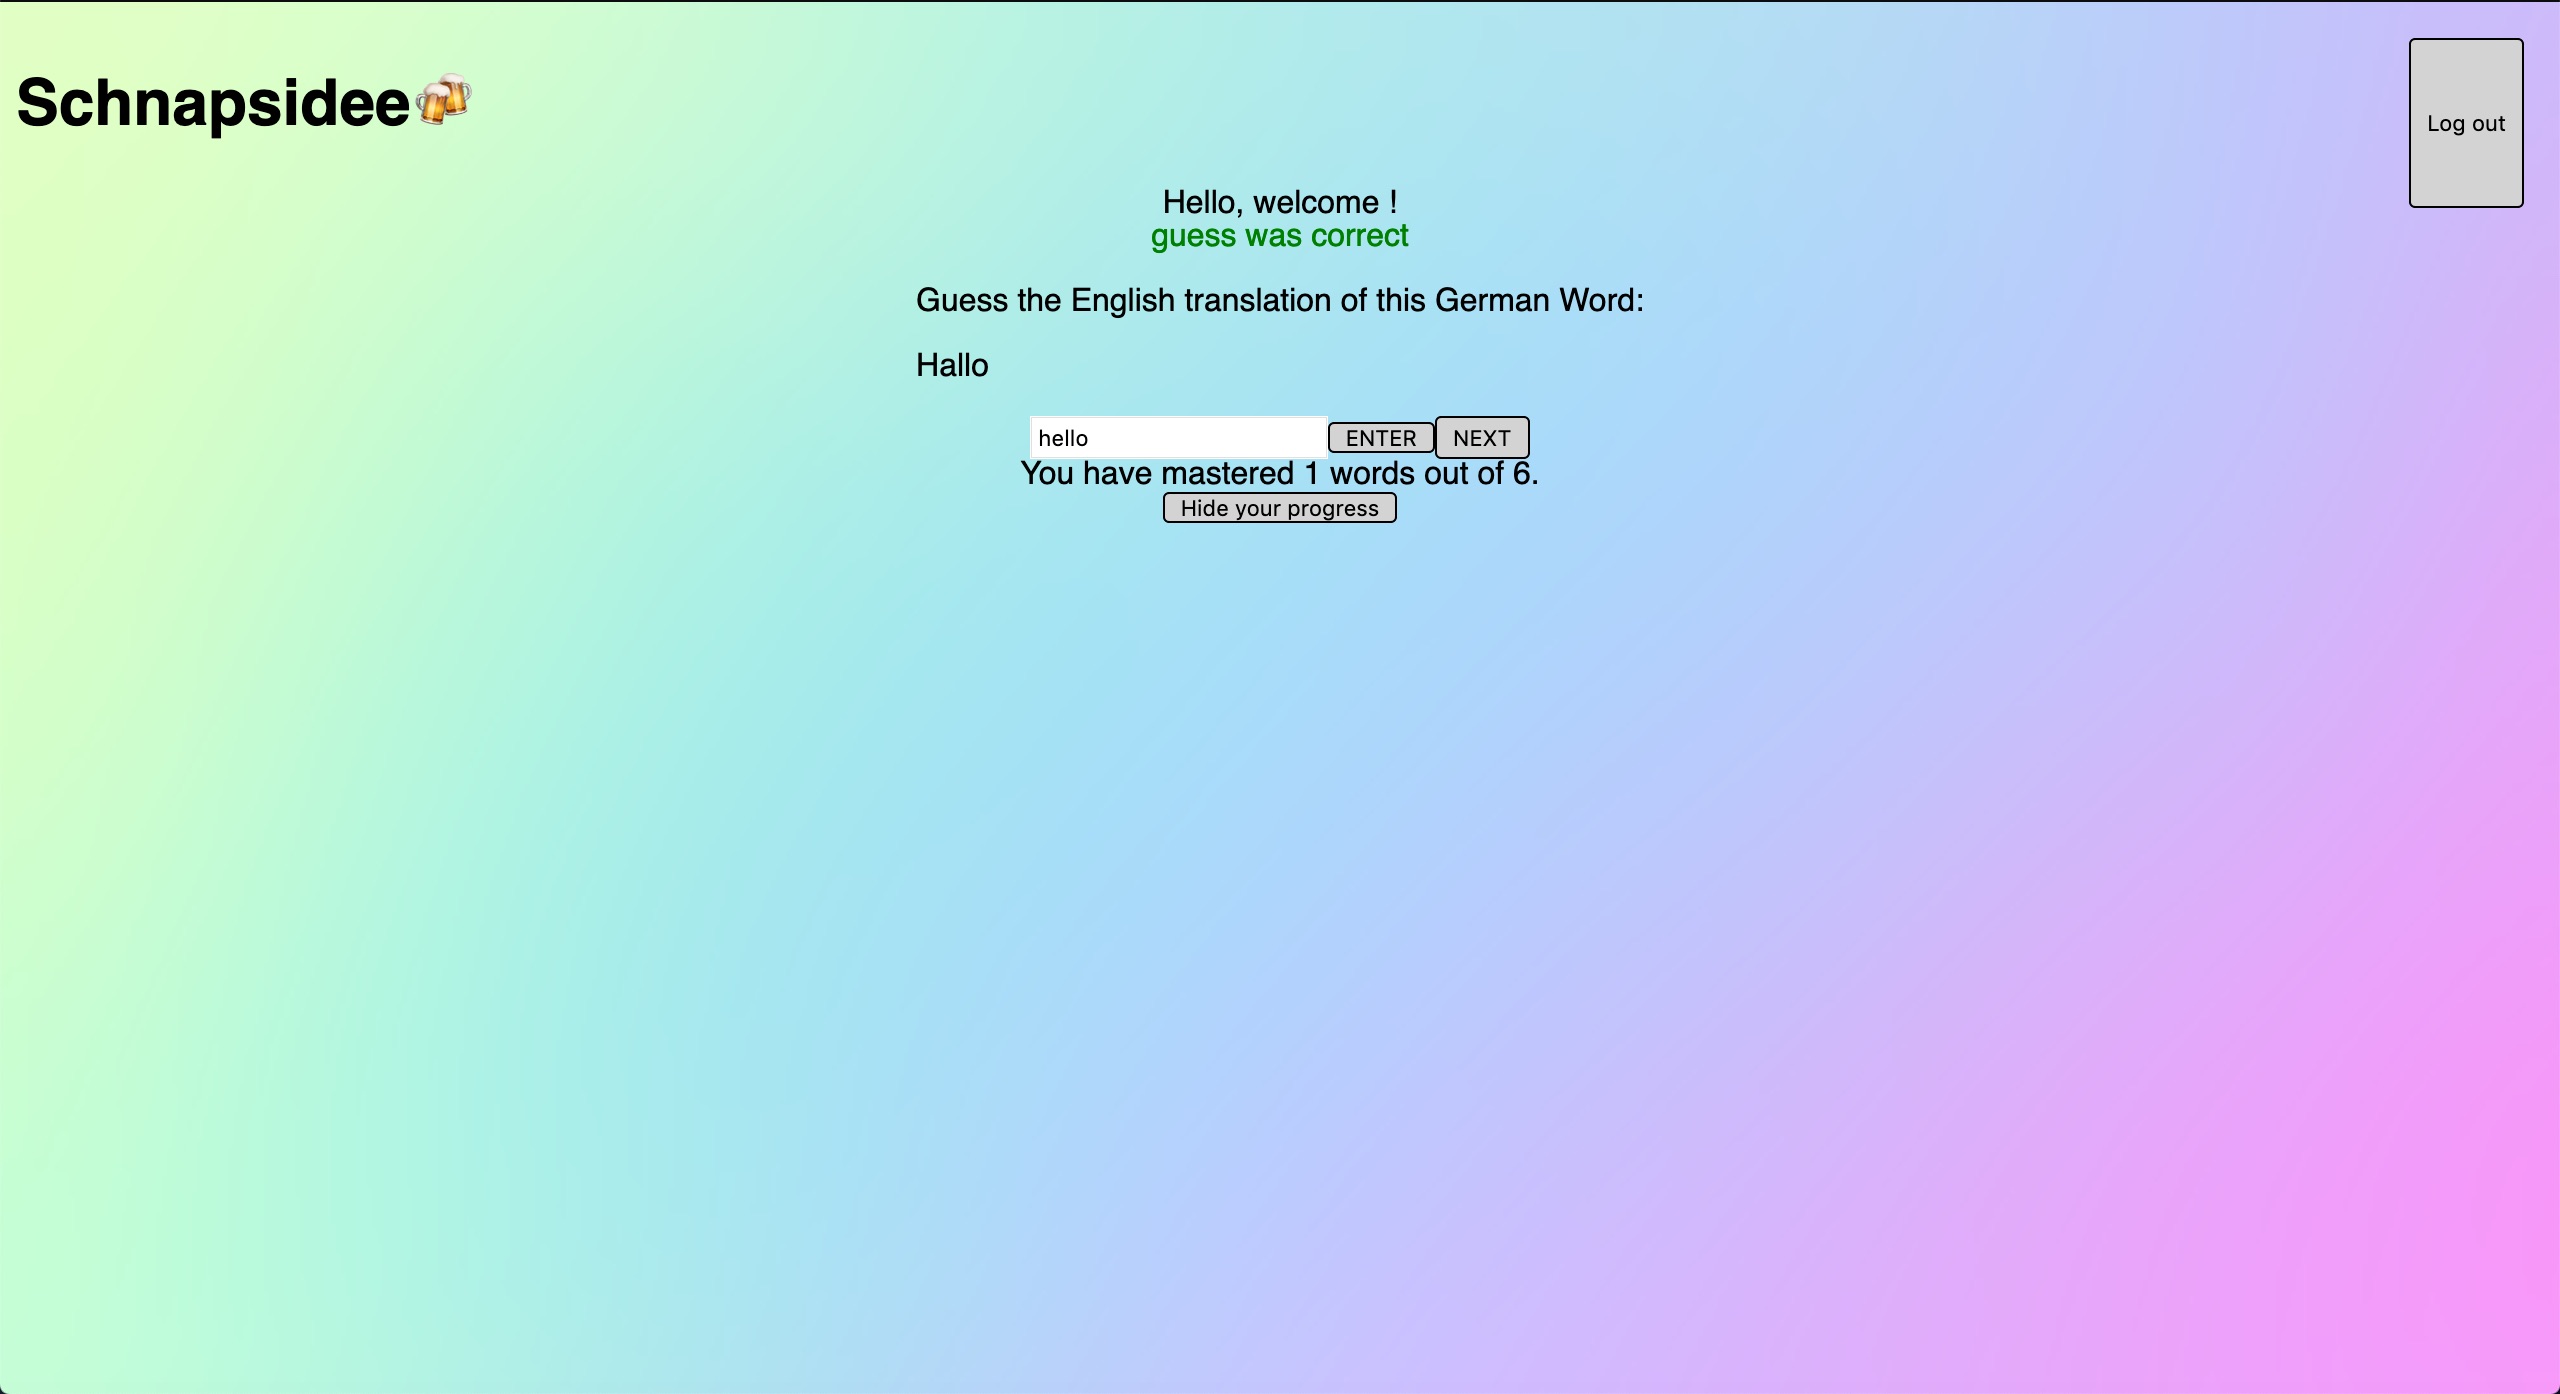 Schnapsidee🍻
Log out
Hello, welcome !
guess was correct
Guess the English translation of this German Word:
Hallo
hello ENTER NEXT
You have mastered 1 words out of 6.
Hide your progress